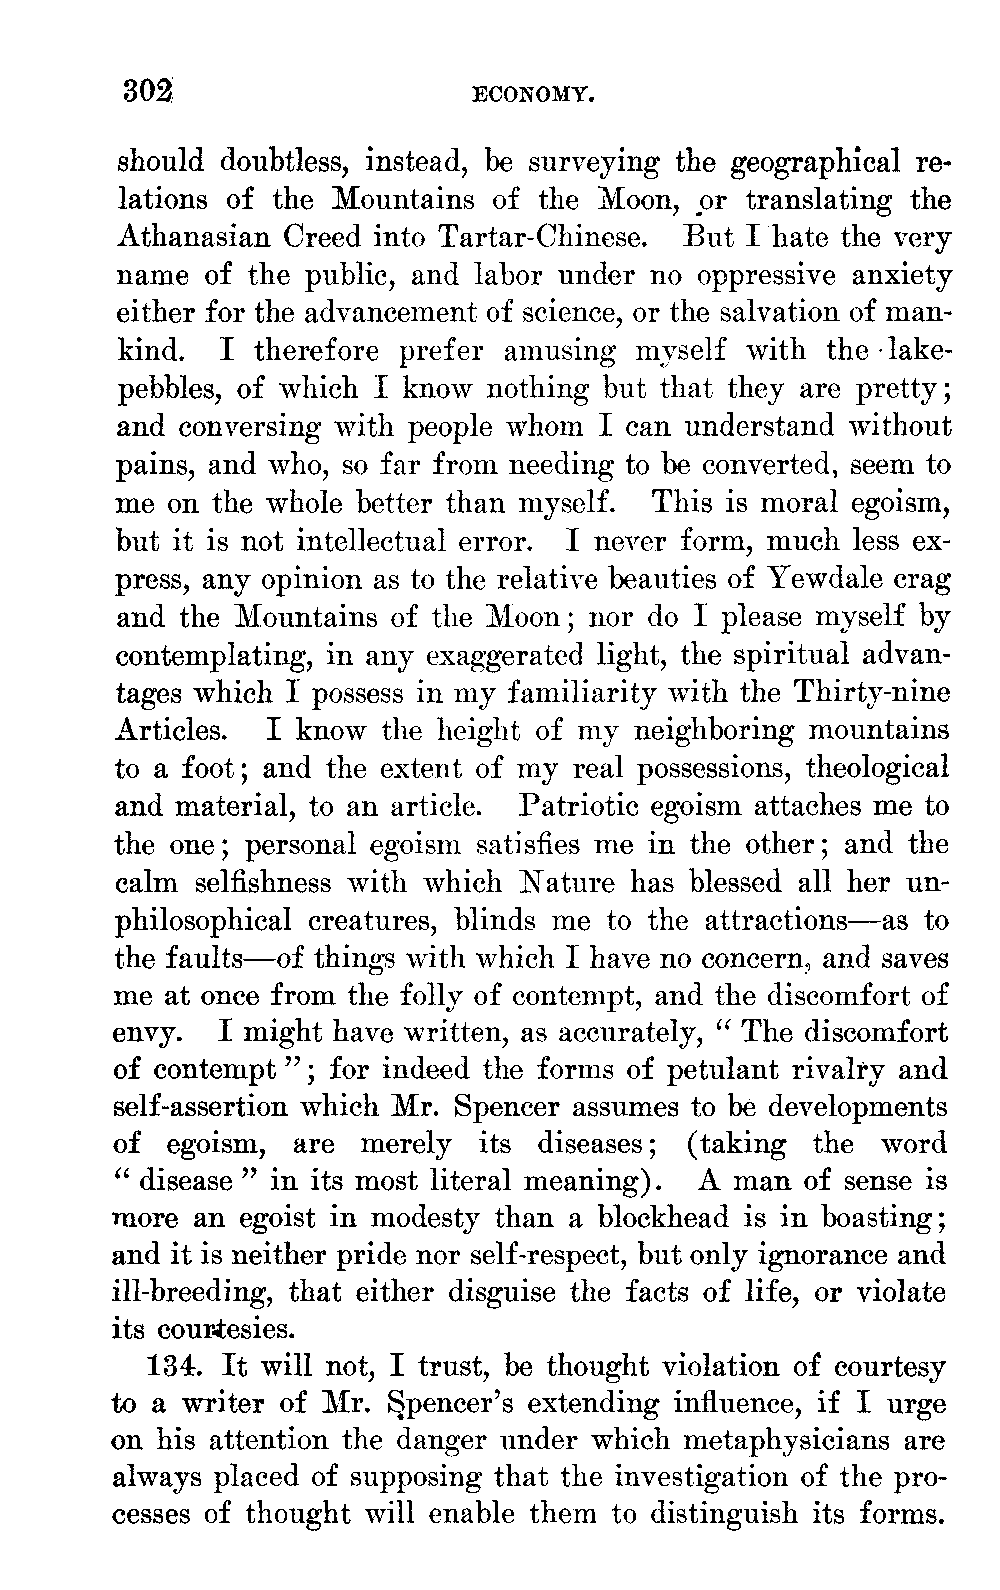 302 ECONOMY.
should doubtless, instead, be surveying the geographical re-
lations of the Mountains of the Moon, or translating the
Athanasian Creed into Tartar-Chinese. But I hate the very
name of the public, and labor under no oppressive anxiety
either for the advancement of science, or the salvation of man-
kind. I therefore prefer amusing myself with the lake-
pebbles, of which I know nothing but that they are pretty;
and conversing with people whom I can understand without
pains, and who, so far from needing to be converted, seem to
me on the whole better than myself. This is moral egoism,
but it is not intellectual error. I never form, much less ex-
press, any opinion as to the relative beauties of Yewdale crag
and the Mountains of the Moon; nor do I please myself by
contemplating, in any exaggerated light, the spiritual advan-
tages which I possess in my familiarity with the Thirty-nine
Articles. I know the height of my neighboring mountains
to a foot; and the extent of my real possessions, theological
and material, to an article. Patriotic egoism attaches me to
the one; personal egoism satisfies me in the other; and the
calm selfishness with which Nature has blessed all her un-
philosophical creatures, blinds me to the attractions—as to
the faults—of things with which I have no concern, and saves
me at once from the folly of contempt, and the discomfort of
envy. I might have written, as accurately, “ The discomfort
of contempt ”; for indeed the forms of petulant rivalry and
self-assertion which Mr. Spencer assumes to be developments
of egoism, are merely its diseases; (taking the word
“ disease ” in its most literal meaning). A man of sense is
more an egoist in modesty than a blockhead is in boasting;
and it is neither pride nor self-respect, but only ignorance and
ill-breeding, that either disguise the facts of life, or violate
its courtesies.
134. It will not, I trust, be thought violation of courtesy
to a writer of Mr. Spencer’s extending influence, if I urge
on his attention the danger under which metaphysicians are
always placed of supposing that the investigation of the pro-
cesses of thought will enable them to distinguish its forms.